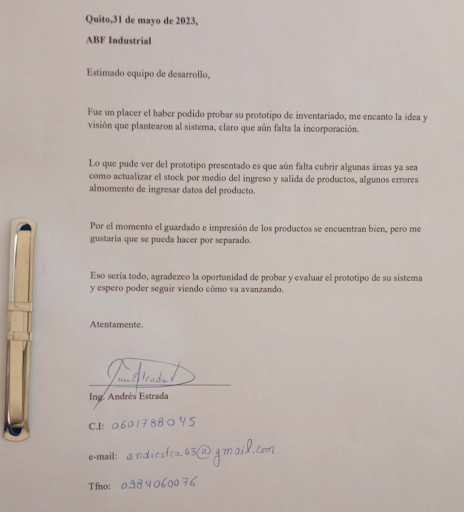 Quito,31 de mayo de 2023,
ABF Industrial
Estimado equipo de desarrollo,
Fue un placer el haber podido probar su prototipo de inventariado, me encanto la idea y
visión que plantearon al sistema, claro que aún falta la incorporación.
Lo que pude ver del prototipo presentado es que aún falta cubrir algunas áreas ya sea
como actualizar el stock por medio del ingreso y salida de productos, algunos errores
almomento de ingresar datos del producto.
Por el momento el guardado e impresión de los productos se encuentran bien, pero me
gustaria que se pueda hacer por separado.
Eso seria todo, agradezco la oportunidad de probar y evaluar el prototipo de su sistema
y espero poder seguir viendo cómo va avanzando.
Atentamente.
Ing. Andrés Estrada
C.I: 0601788045
e-mail: andiestra.63@gmail.com
Tfno: 0984060076